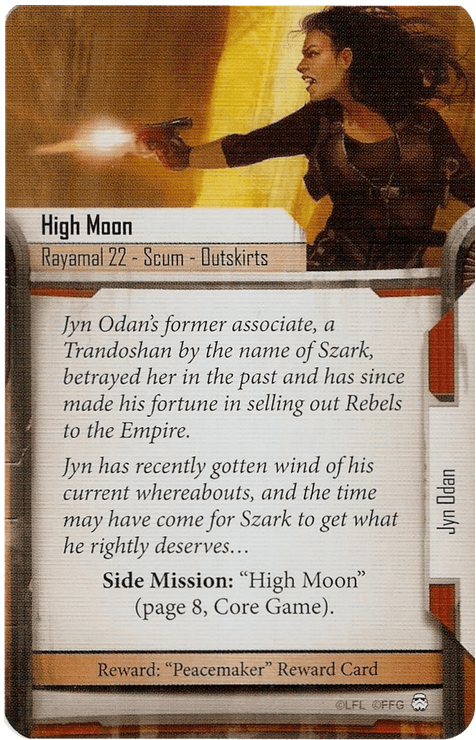 High Moon
Rayamal 22 - Scum - Outskirts
Jyn Odan's former associate, a
Trandoshan by the name of Szark,
betrayed her in the past and has since
made his fortune in selling out Rebels
to the Empire.
Jyn has recently gotten wind of his
current whereabouts, and the time
may have come for Szark to get what
he rightly deserves…
Side Mission: “High Moon”
(page 8, Core Game).
Jyn Odan
Reward: “Peacemaker” Reward Card
©LFL ©FFG